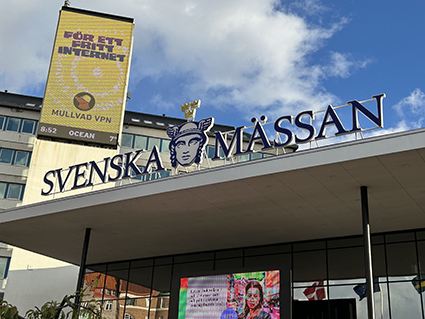 FÖR ETT
FRITT
INTERNET
MULLVAD VPN
8:52
OCEAN
SVENSKA MÄSSAN